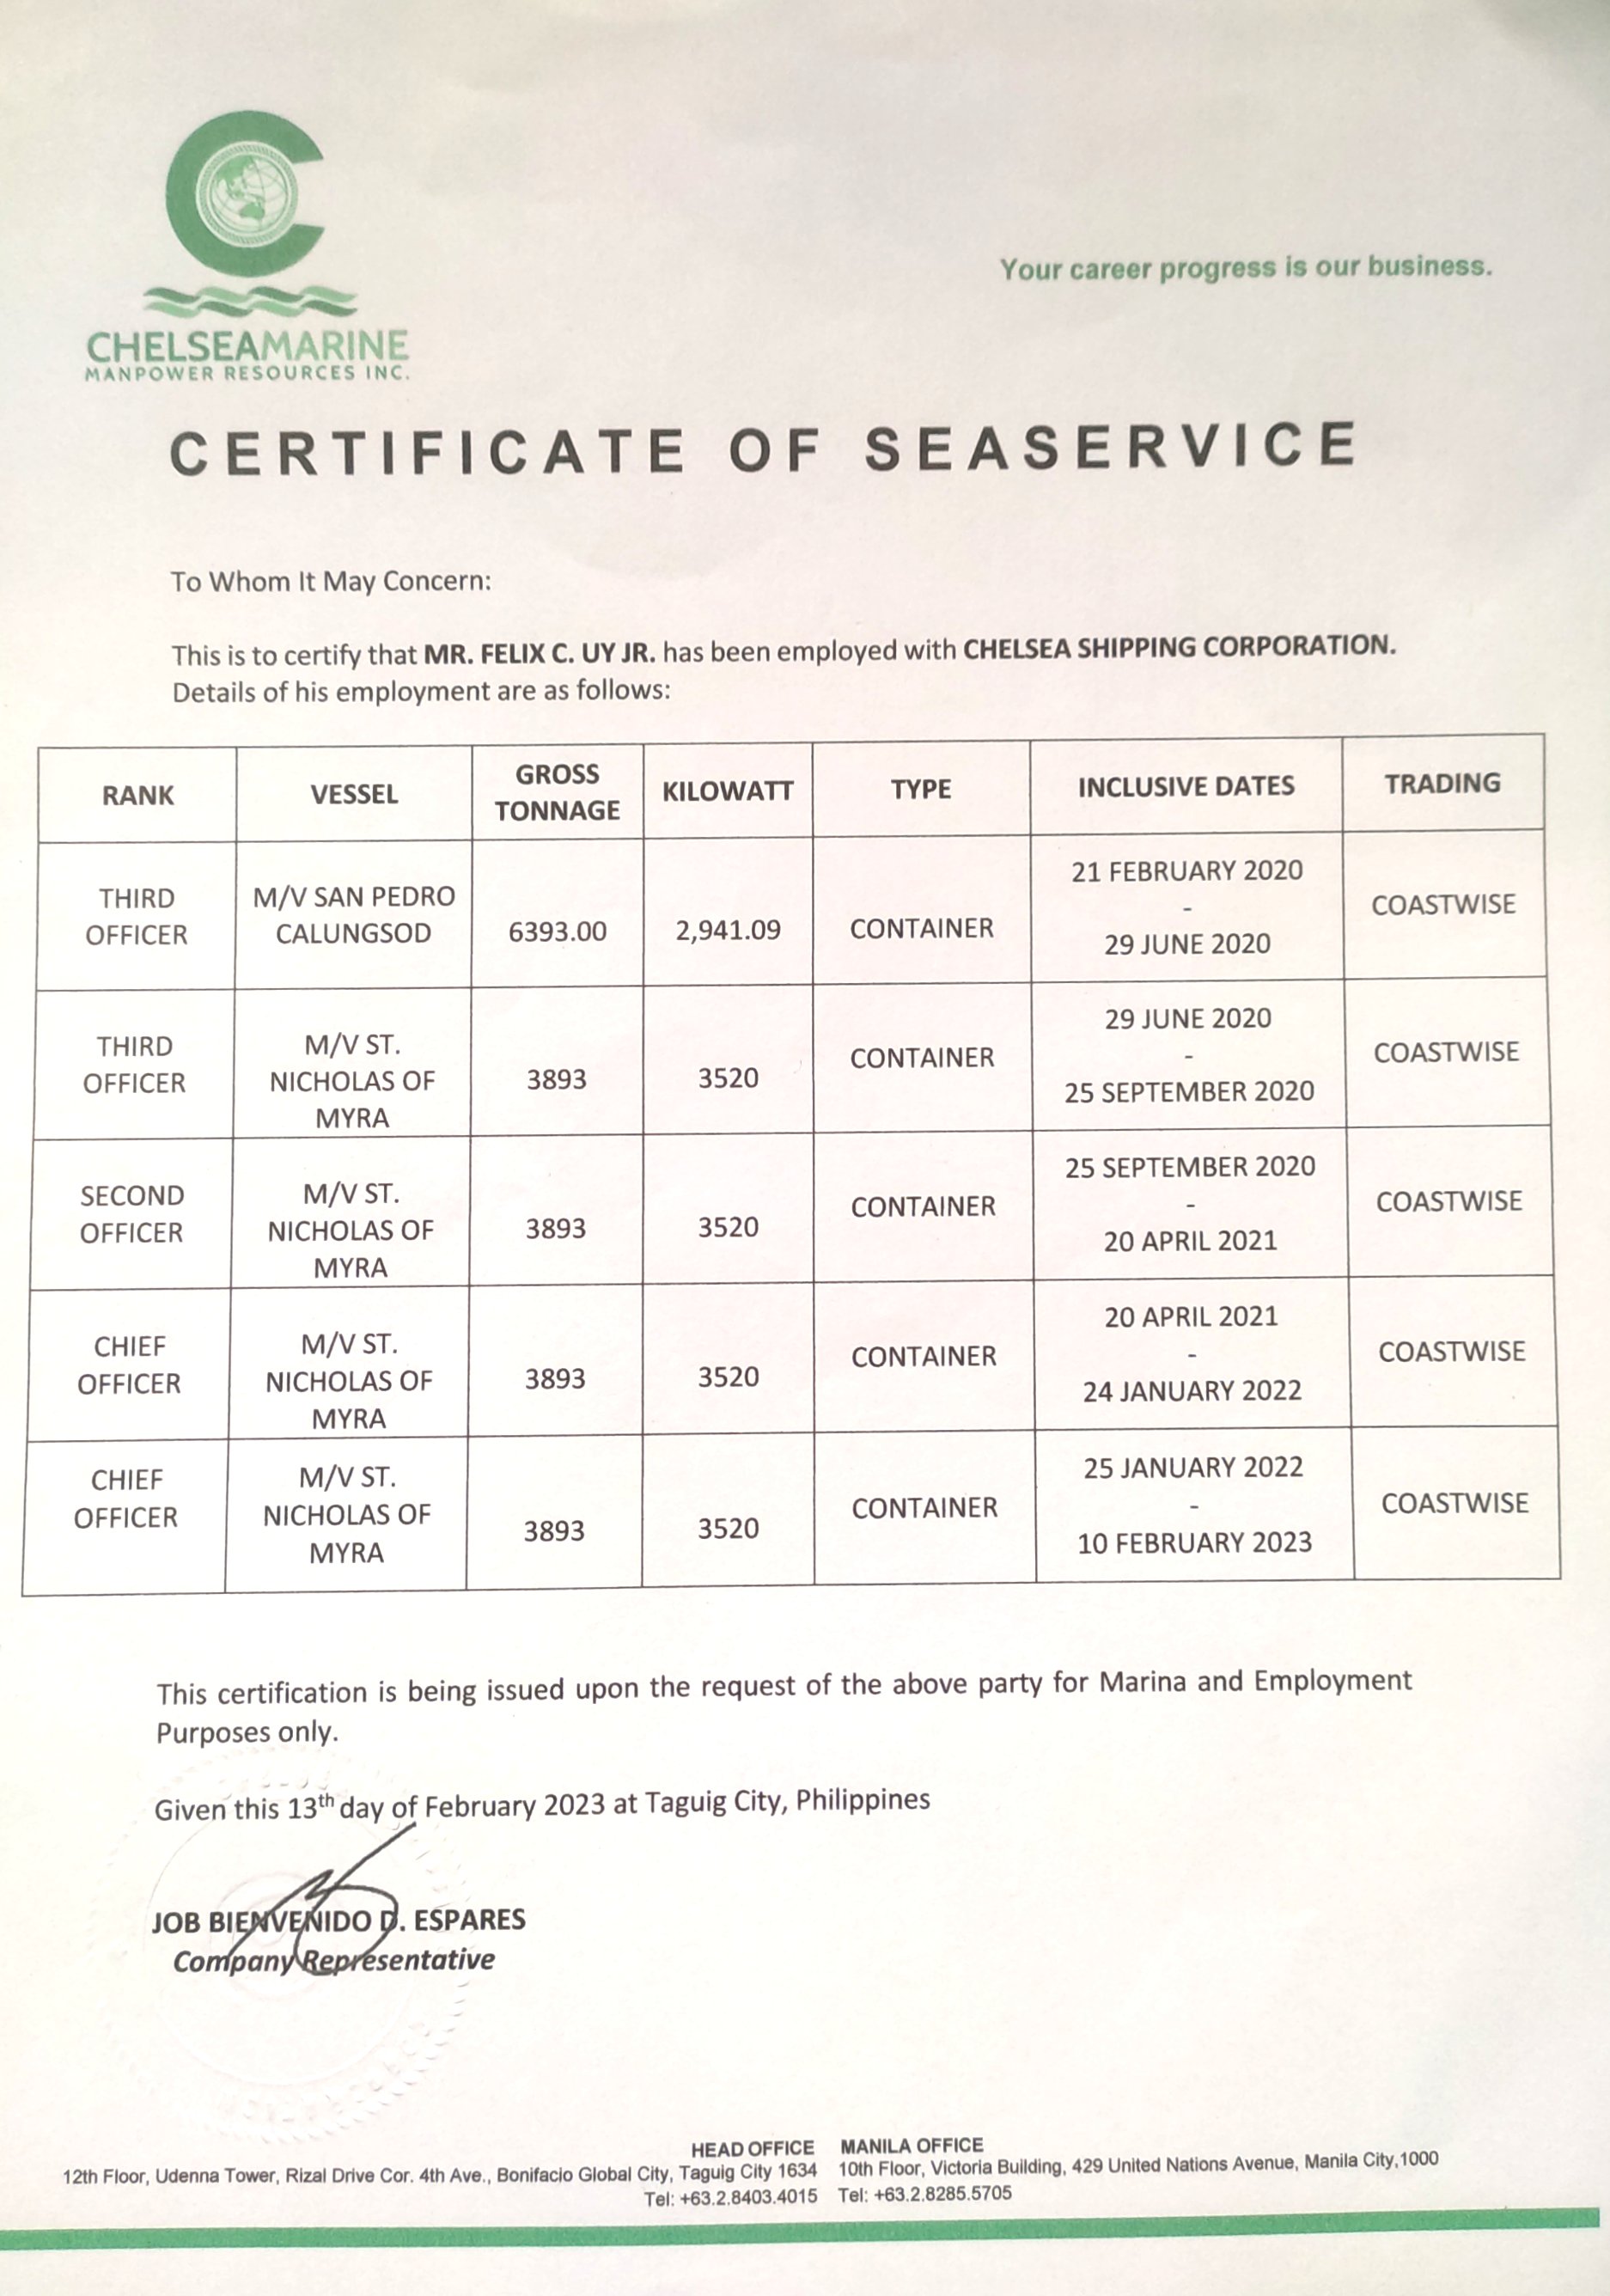 Your career progress is our business.
CHELSEAMARINE
MANPOWER RESOURCES INC.
CERTIFICATE OF SEASERVICE
To Whom It May Concern:
This is to certify that MR. FELIX C. UY JR. has been employed with CHELSEA SHIPPING CORPORATION.
Details of his employment are as follows:
RANK VESSEL GROSS TONNAGE KILOWATT TYPE INCLUSIVE DATES TRADING
THIRD OFFICER M/V SAN PEDRO CALUNGSOD 6393.00 2,941.09 CONTAINER 21 FEBRUARY 2020 - 29 JUNE 2020 COASTWISE
THIRD OFFICER M/V ST. NICHOLAS OF MYRA 3893 3520 CONTAINER 29 JUNE 2020 - 25 SEPTEMBER 2020 COASTWISE
SECOND OFFICER M/V ST. NICHOLAS OF MYRA 3893 3520 CONTAINER 25 SEPTEMBER 2020 - 20 APRIL 2021 COASTWISE
CHIEF OFFICER M/V ST. NICHOLAS OF MYRA 3893 3520 CONTAINER 20 APRIL 2021 - 24 JANUARY 2022 COASTWISE
CHIEF OFFICER M/V ST. NICHOLAS OF MYRA 3893 3520 CONTAINER 25 JANUARY 2022 - 10 FEBRUARY 2023 COASTWISE
This certification is being issued upon the request of the above party for Marina and Employment
Purposes only.
Given this 13th day of February 2023 at Taguig City, Philippines
JOB BIENVENIDO D. ESPARES
Company Representative
HEAD OFFICE
12th Floor, Udenna Tower, Rizal Drive Cor. 4th Ave., Bonifacio Global City, Taguig City 1634
Tel: +63.2.8403.4015
MANILA OFFICE
10th Floor, Victoria Building, 429 United Nations Avenue, Manila City,1000
Tel: +63.2.8285.5705